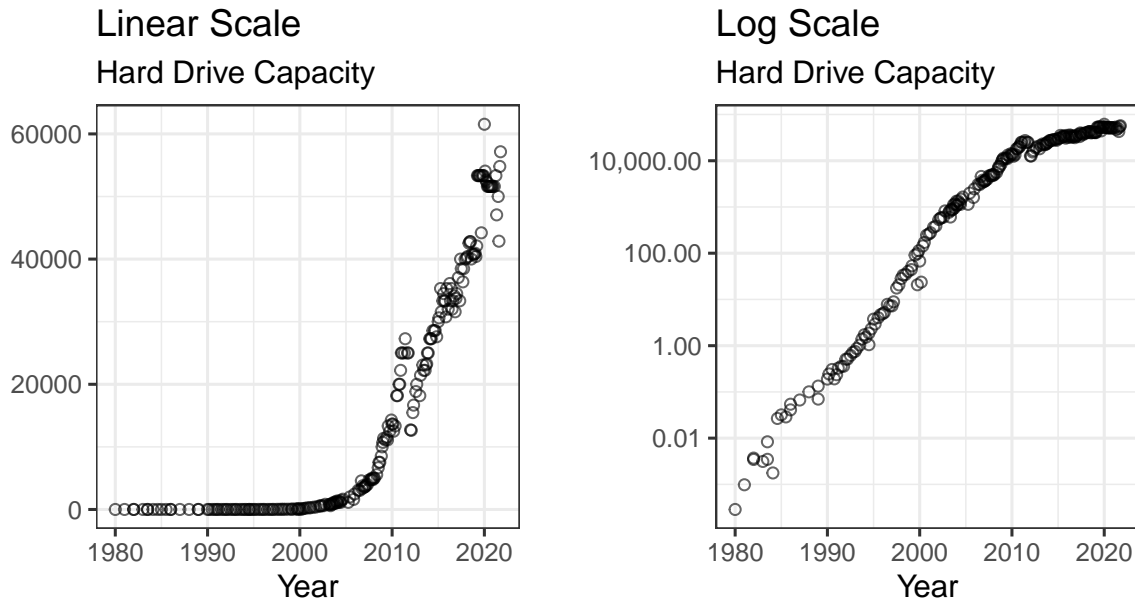 Linear Scale
Hard Drive Capacity
60000
40000
20000
0
1980 1990 2000 2010 2020
Year
Log Scale
Hard Drive Capacity
10,000.00
100.00
1.00
0.01
1980 1990 2000 2010 2020
Year